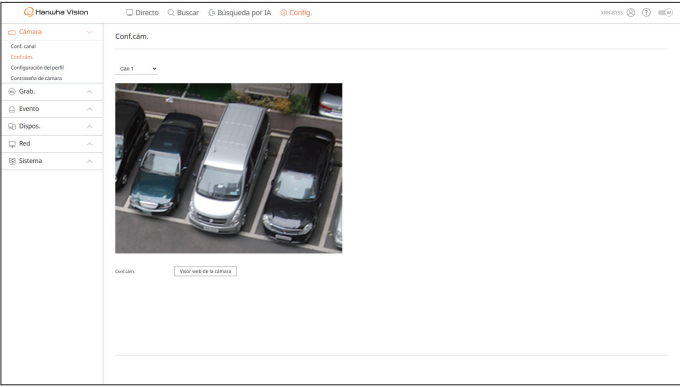 Hanwha Vision
Directo Buscar Búsqueda por IA Config.
Cámara
Conf. canal
Conf.cám.
Configuración del perfil
Contraseña de cámara
Grab.
Evento
Dispos.
Red
Sistema
Conf.cám.
Can 1
Conf.cám. Visor web de la cámara